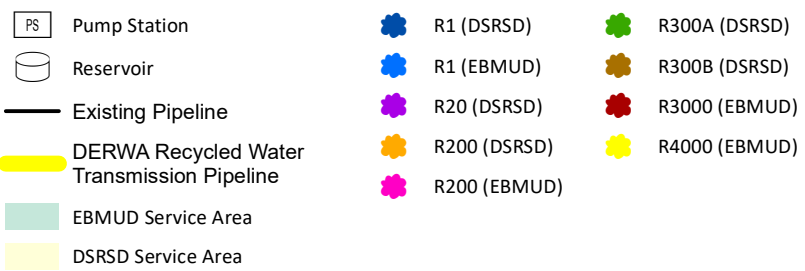 PS Pump Station
Reservoir
Existing Pipeline
DERWA Recycled Water
Transmission Pipeline
EBMUD Service Area
DSRSD Service Area
R1 (DSRSD)
R1 (EBMUD)
R20 (DSRSD)
R200 (DSRSD)
R200 (EBMUD)
R300A (DSRSD)
R300B (DSRSD)
R3000 (EBMUD)
R4000 (EBMUD)